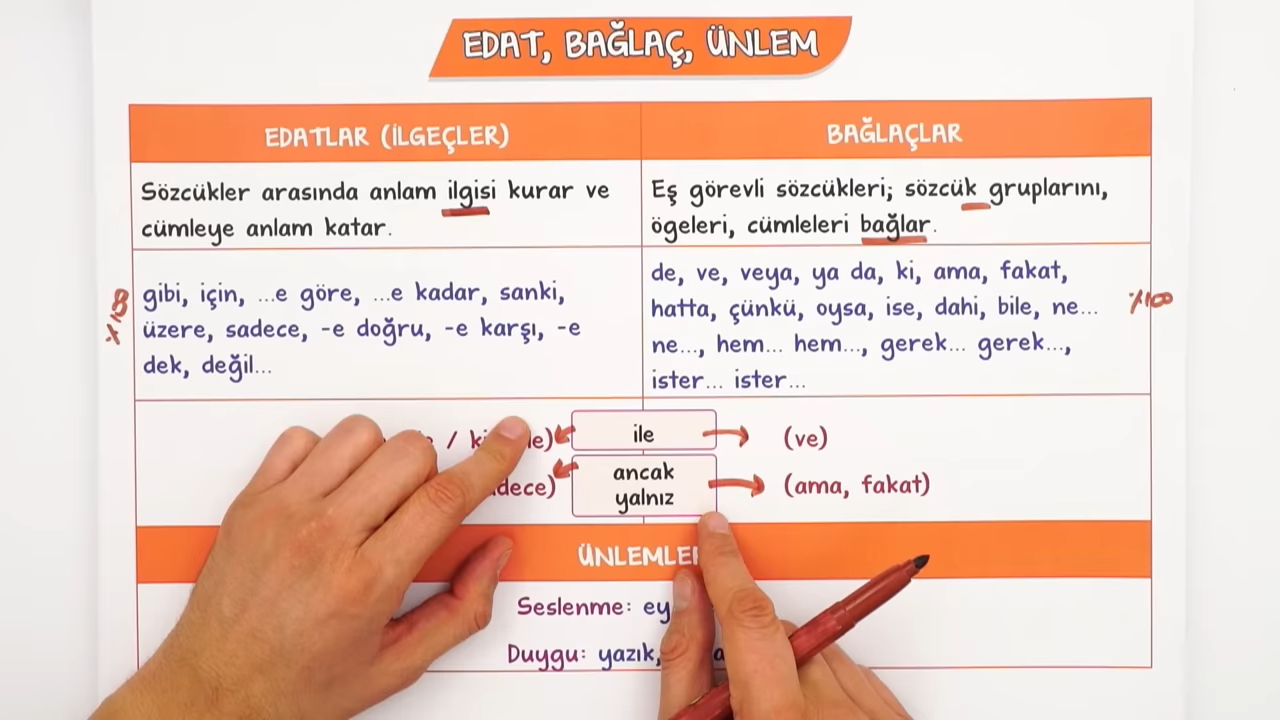 EDAT, BAĞLAÇ, ÜNLEM
EDATLAR (İLGEÇLER)
BAĞLAÇLAR
Sözcükler arasında anlam ilgisi kurar ve
cümleye anlam katar.
Eş görevli sözcükleri; sözcük gruplarını,
ögeleri, cümleleri bağlar.
gibi, için, ...e göre, ...e kadar, sanki,
üzere, sadece, -e doğru, -e karşı, -e
dek, değil...
de, ve, veya, ya da, ki, ama, fakat,
hatta, çünkü, oysa, ise, dahi, bile, ne...
ne..., hem... hem..., gerek... gerek...,
ister... ister...
%100
ile
(ve)
ancak
yalnız
(ama, fakat)
Seslenme: ey
Duygu: yazık,